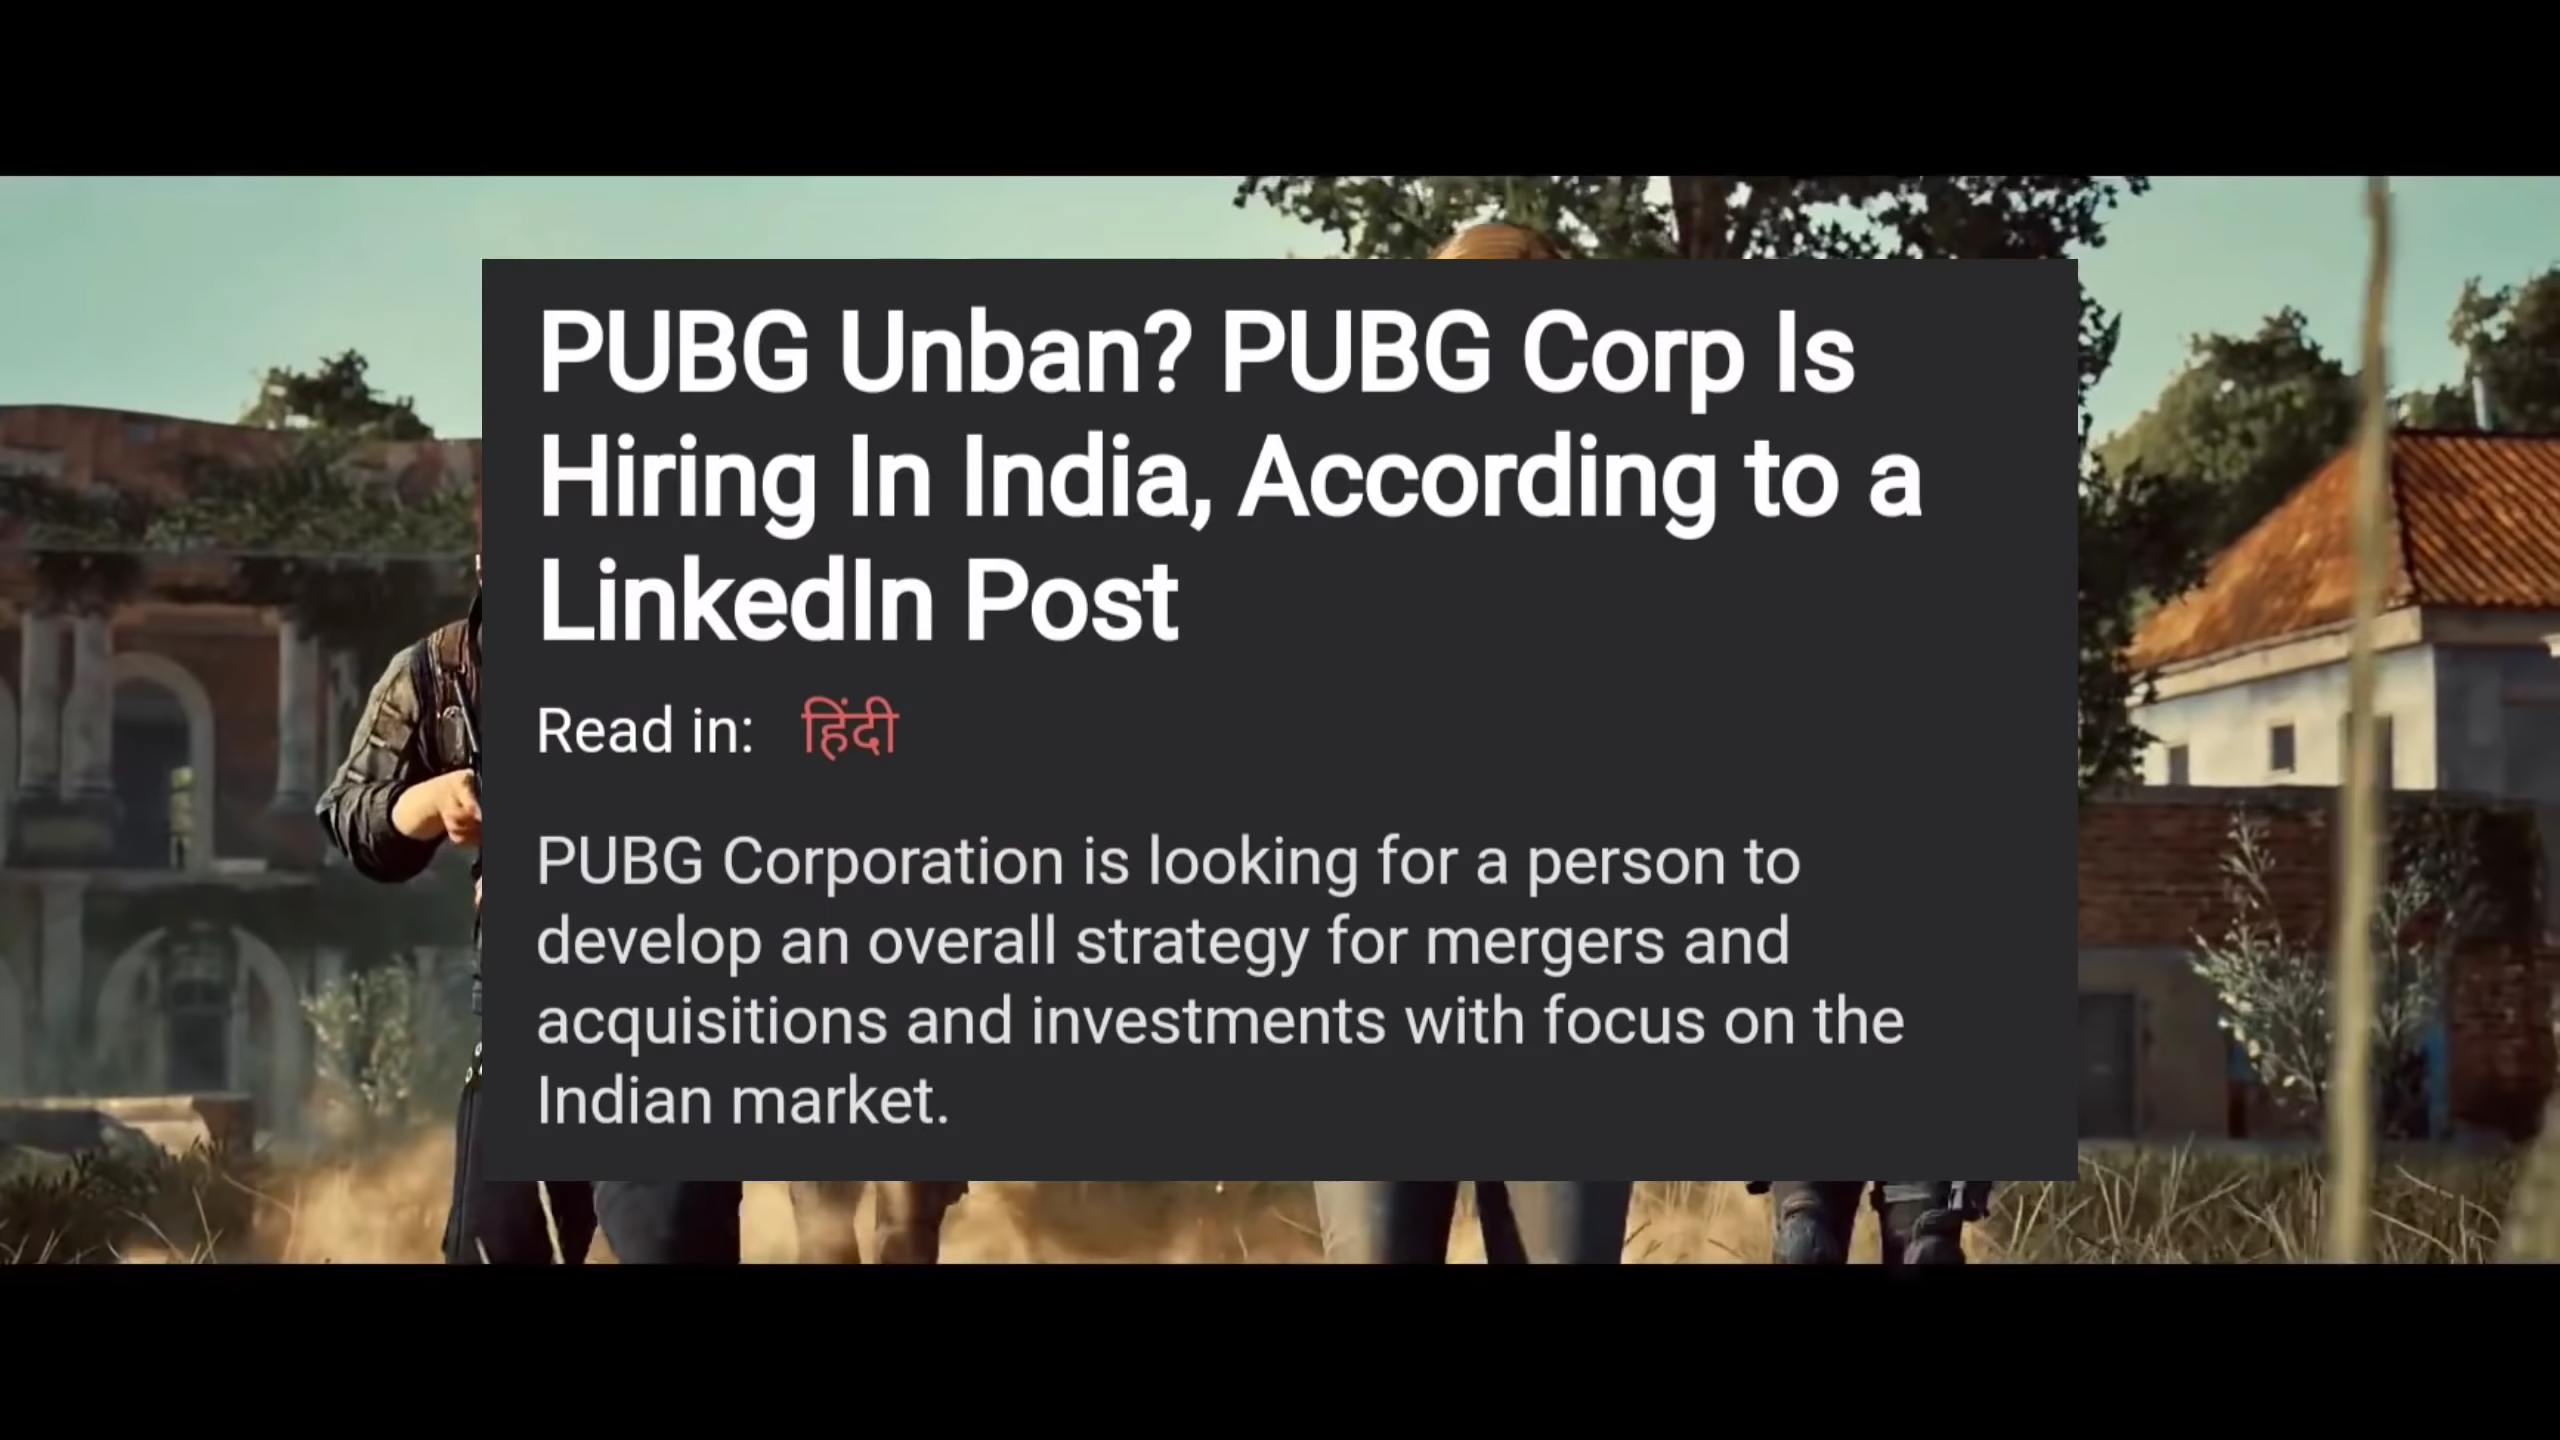 PUBG Unban? PUBG Corp Is
Hiring In India, According to a
LinkedIn Post
Read in: हिंदी
PUBG Corporation is looking for a person to
develop an overall strategy for mergers and
acquisitions and investments with focus on the
Indian market.